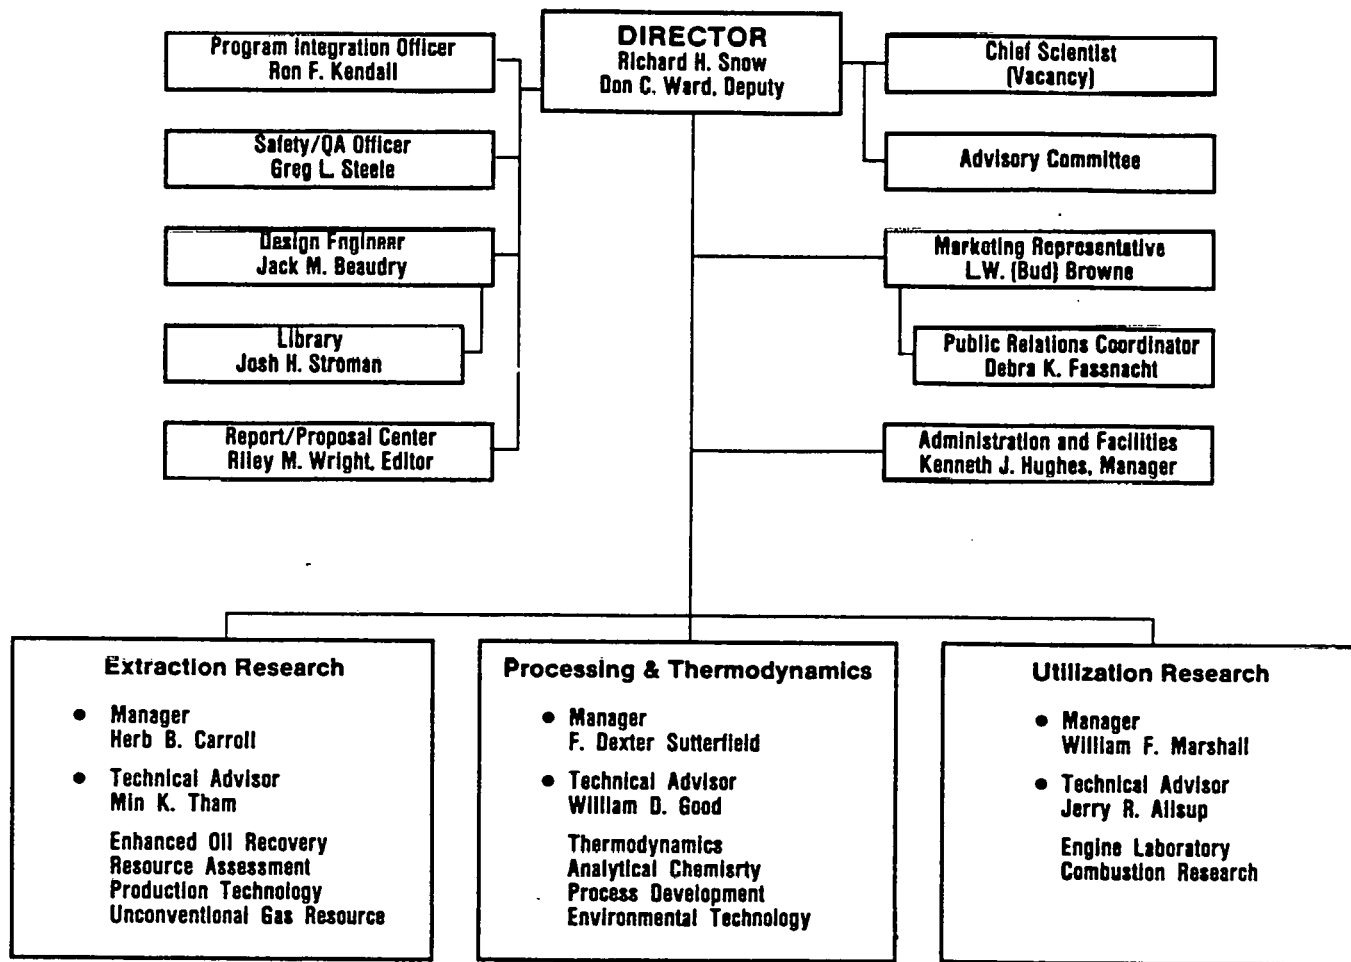 DIRECTOR
Richard H. Snow
Don C. Ward, Deputy
Program Integration Officer
Ron F. Kendall
Safety/QA Officer
Greg L. Steele
Design Engineer
Jack M. Beaudry
Library
Josh H. Stroman
Report/Proposal Center
Riley M. Wright, Editor
Chief Scientist
(Vacancy)
Advisory Committee
Marketing Representative
L.W. (Bud) Browne
Public Relations Coordinator
Debra K. Fassnacht
Administration and Facilities
Kenneth J. Hughes, Manager
Extraction Research
● Manager
Herb B. Carroll
● Technical Advisor
Min K. Tham
Enhanced Oil Recovery
Resource Assessment
Production Technology
Unconventional Gas Resource
Processing & Thermodynamics
● Manager
F. Dexter Sutterfield
● Technical Advisor
William D. Good
Thermodynamics
Analytical Chemisrty
Process Development
Environmental Technology
Utilization Research
● Manager
William F. Marshall
● Technical Advisor
Jerry R. Allsup
Engine Laboratory
Combustion Research